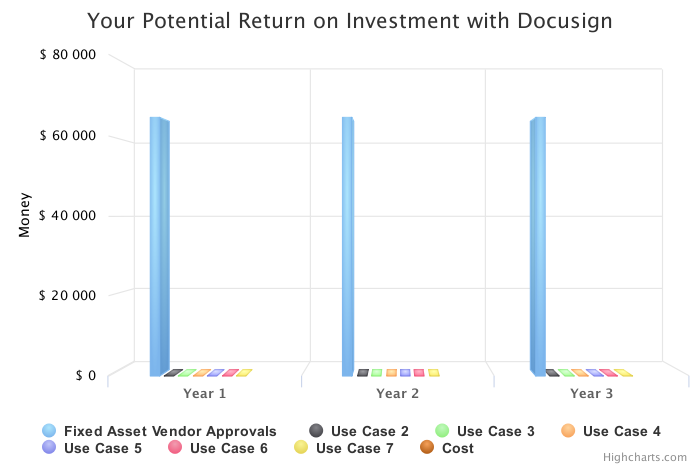 Your Potential Return on Investment with Docusign
$ 80 000
$ 60 000
$ 40 000
$ 20 000
$ 0
Money
Year 1 Year 2 Year 3
Fixed Asset Vendor Approvals Use Case 2 Use Case 3 Use Case 4
Use Case 5 Use Case 6 Use Case 7 Cost
Highcharts.com